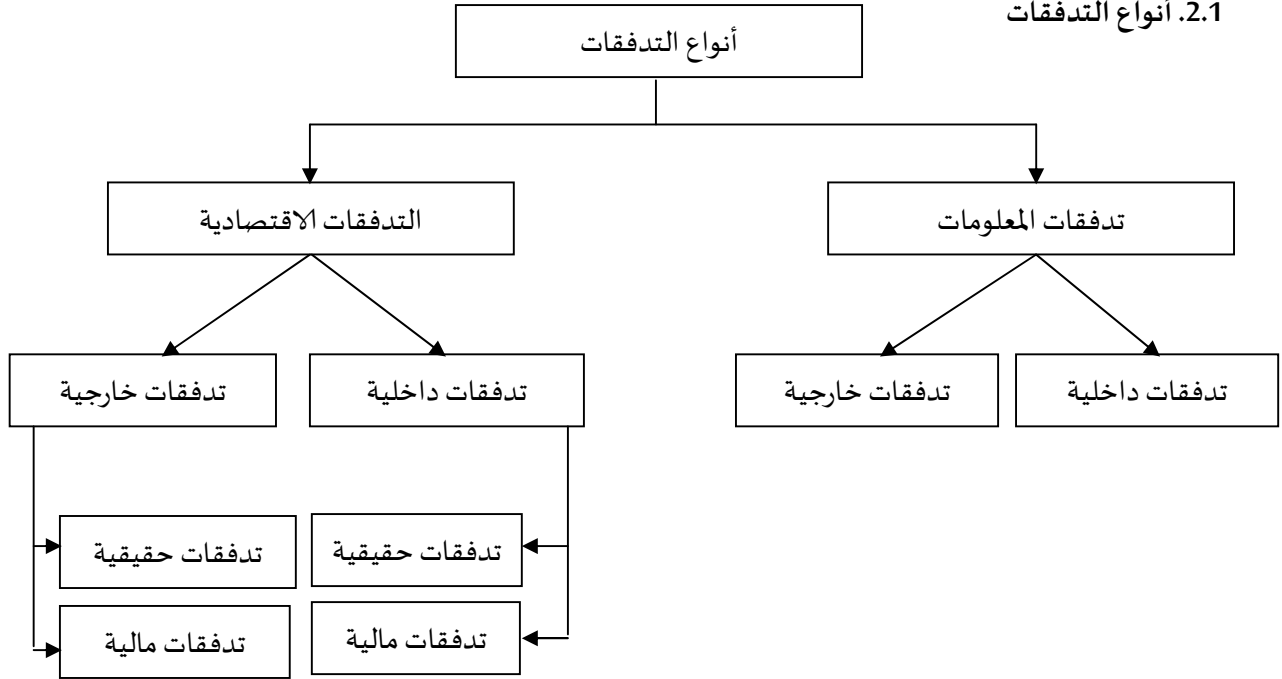 2.1. أنواع التدفقات
أنواع التدفقات
تدفقات المعلومات
التدفقات الاقتصادية
تدفقات داخلية
تدفقات خارجية
تدفقات داخلية
تدفقات خارجية
تدفقات حقيقية
تدفقات حقيقية
تدفقات مالية
تدفقات مالية